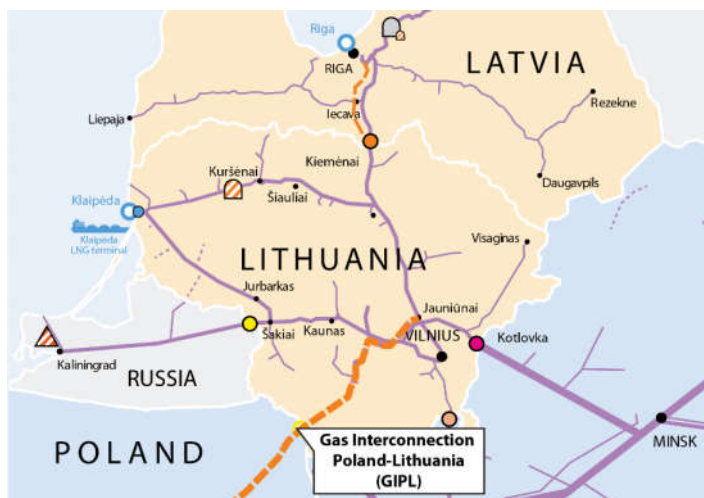 Riga
RIGA
LATVIA
Rezekne
Liepaja
Iecava
Kiemėnai
Daugavpils
Kuršėnai
Šiauliai
Klaipėda
Klaipėda
LNG terminal
Visaginas
LITHUANIA
Jurbarkas
Jauniūnai
Šakiai
Kaunas
VILNIUS
Kotlovka
Kaliningrad
RUSSIA
POLAND
Gas Interconnection
Poland-Lithuania
(GIPL)
MINSK